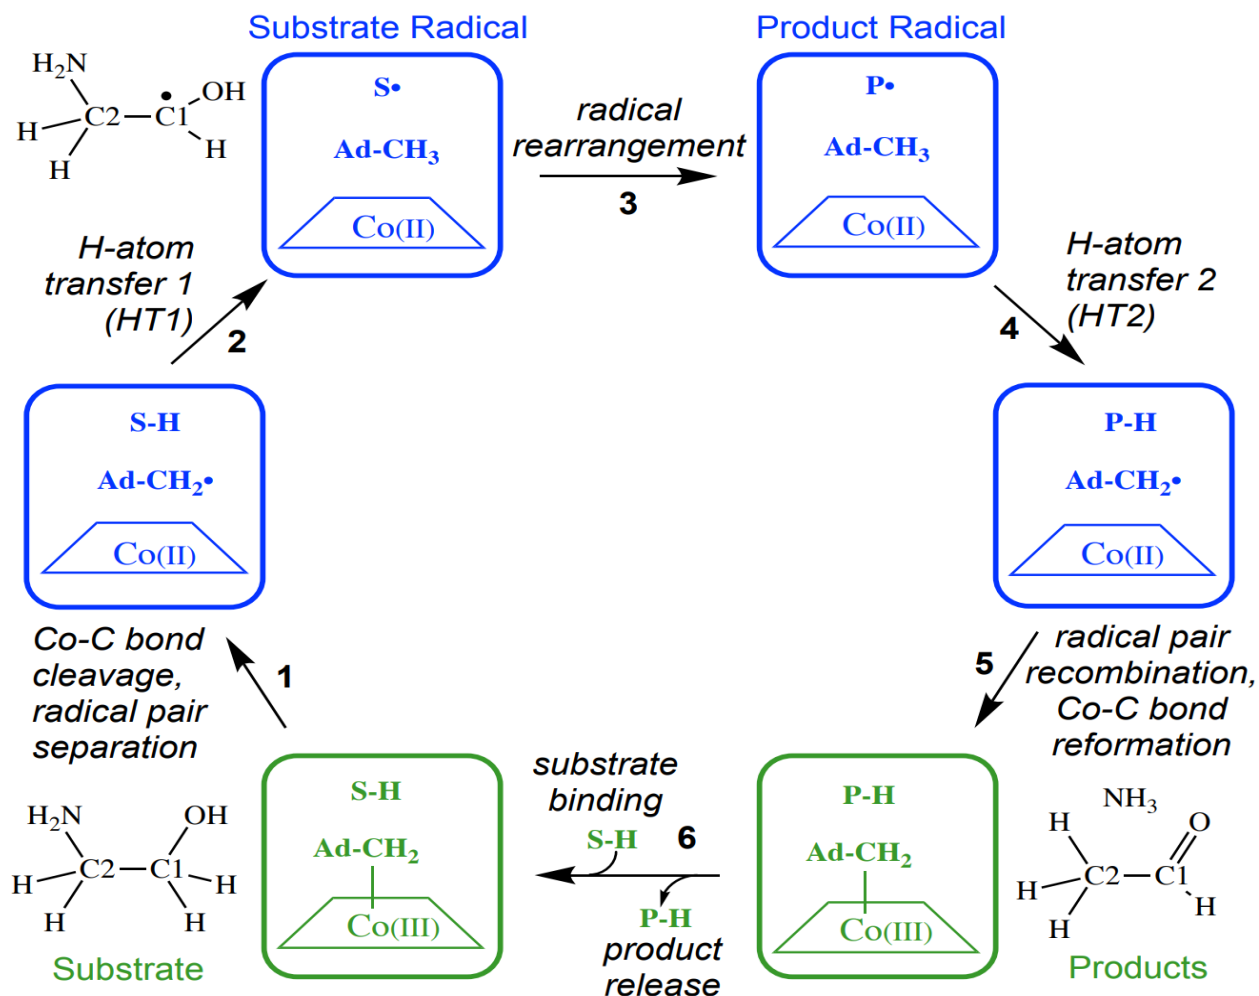 Substrate Radical
Product Radical
H₂N
•
OH
C2
C1
H
H
H
S•
Ad-CH₃
Co(II)
radical
rearrangement
3
P•
Ad-CH₃
Co(II)
H-atom
transfer 1
(HT1)
2
H-atom
transfer 2
(HT2)
4
S-H
Ad-CH₂•
Co(II)
P-H
Ad-CH₂•
Co(II)
Co-C bond
cleavage,
radical pair
separation
1
5
radical pair
recombination,
Co-C bond
reformation
S-H
Ad-CH₂
Co(III)
substrate
binding
S-H
6
P-H
product
release
P-H
Ad-CH₂
Co(III)
H₂N
OH
C2
C1
H
H
H
H
Substrate
NH₃
H
O
C2
C1
H
H
H
Products